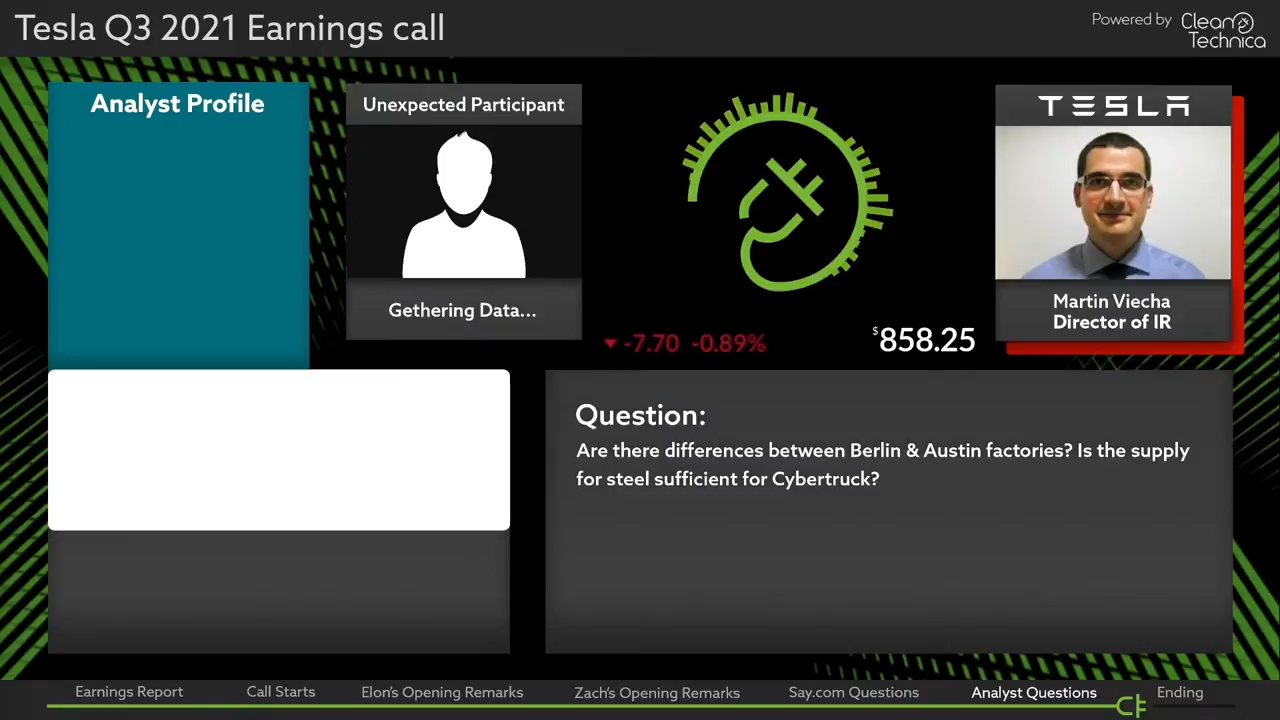 Tesla Q3 2021 Earnings call
Powered by
Clean
Technica
Analyst Profile
Unexpected Participant
Gethering Data...
-7.70 -0.89%
$858.25
TESLA
Martin Viecha
Director of IR
Question:
Are there differences between Berlin & Austin factories? Is the supply
for steel sufficient for Cybertruck?
Earnings Report
Call Starts
Elon's Opening Remarks
Zach's Opening Remarks
Say.com Questions
Analyst Questions
Ending